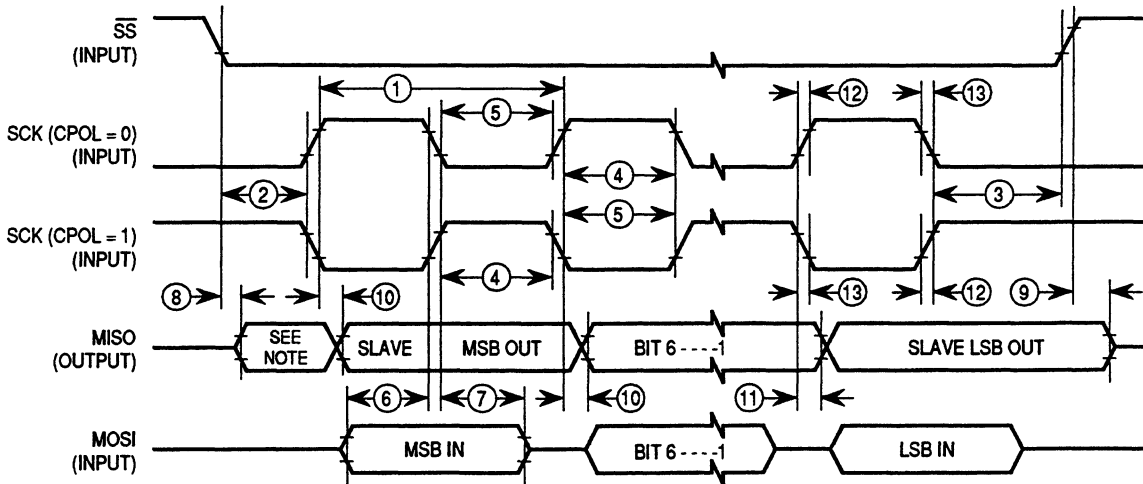 SS
(INPUT)
1
12
13
5
SCK (CPOL = 0)
(INPUT)
4
2
3
5
SCK (CPOL = 1)
(INPUT)
4
8
10
13
12
9
MISO
(OUTPUT)
SEE
NOTE
SLAVE
MSB OUT
BIT 6 - - - - 1
SLAVE LSB OUT
6
7
10
11
MOSI
(INPUT)
MSB IN
BIT 6 - - - - 1
LSB IN